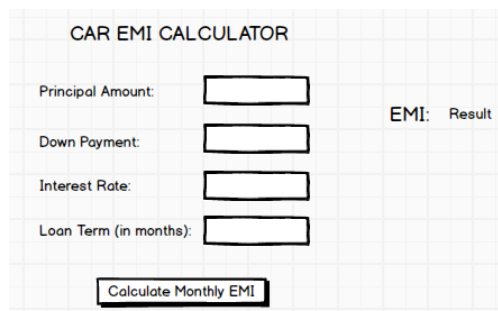 CAR EMI CALCULATOR
Principal Amount:
EMI: Result
Down Payment:
Interest Rate:
Loan Term (in months):
Calculate Monthly EMI